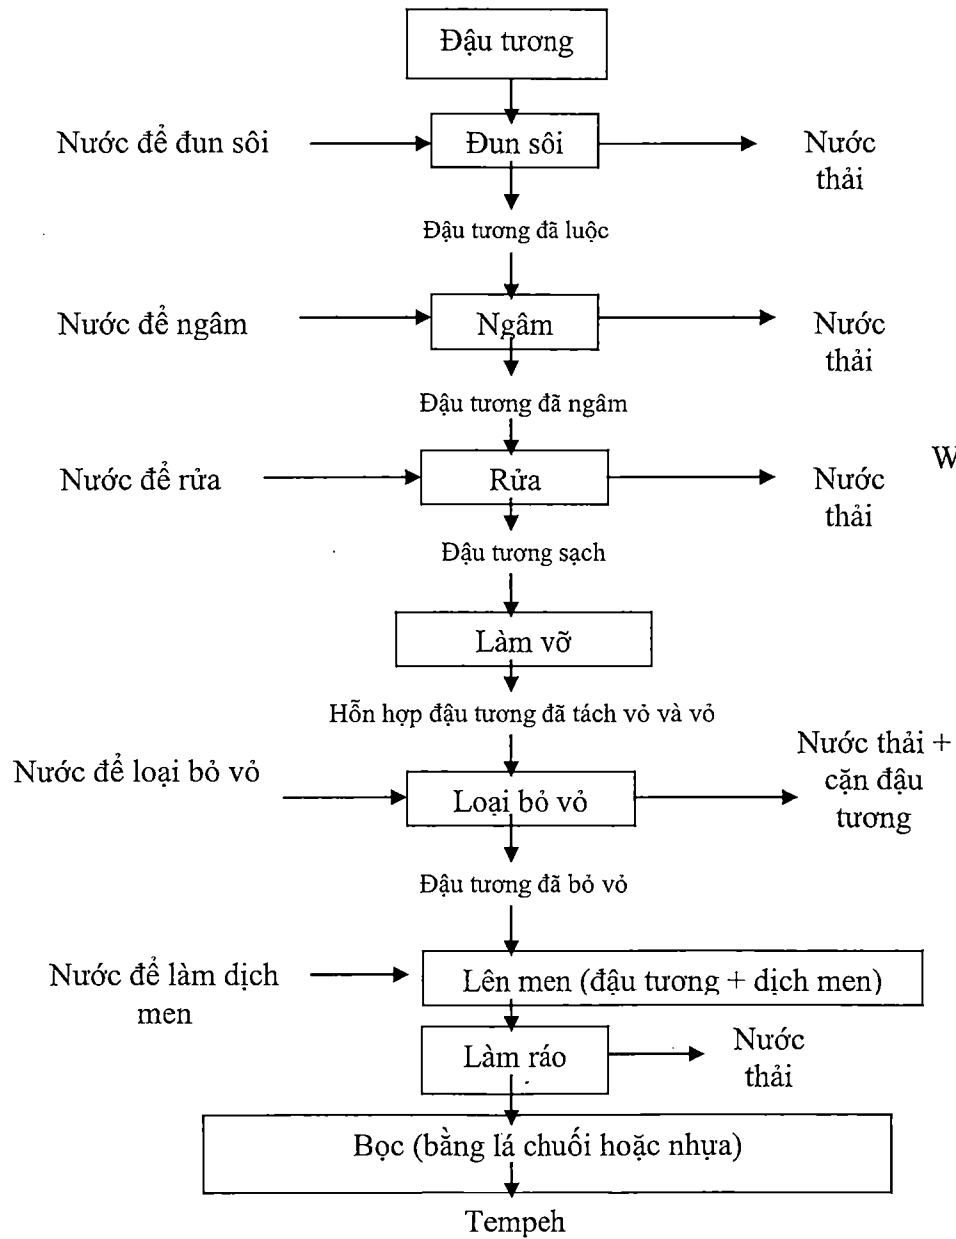 Đậu tương
Nước để đun sôi
Đun sôi
Nước
thải
Đậu tương đã luộc
Nước để ngâm
Ngâm
Nước
thải
Đậu tương đã ngâm
W
Nước để rửa
Rửa
Nước
thải
Đậu tương sạch
Làm vỡ
Hỗn hợp đậu tương đã tách vỏ và vỏ
Nước để loại bỏ vỏ
Loại bỏ vỏ
Nước thải +
cặn đậu
tương
Đậu tương đã bỏ vỏ
Nước để làm dịch
men
Lên men (đậu tương + dịch men)
Làm ráo
Nước
thải
Bọc (bằng lá chuối hoặc nhựa)
Tempeh